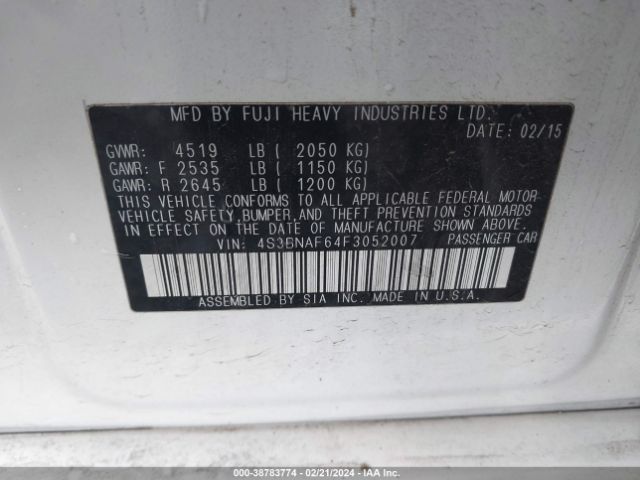 MFD BY FUJI HEAVY INDUSTRIES LTD.
DATE: 02/15
GVWR: 4519 LB ( 2050 KG)
GAWR: F 2535 LB ( 1150 KG)
GAWR: R 2645 LB ( 1200 KG)
THIS VEHICLE CONFORMS TO ALL APPLICABLE FEDERAL MOTOR
VEHICLE SAFETY, BUMPER, AND THEFT PREVENTION STANDARDS
IN EFFECT ON THE DATE OF MANUFACTURE SHOWN ABOVE.
VIN: 4S3BNAF64F3052007 PASSENGER CAR
ASSEMBLED BY SIA INC. MADE IN U.S.A.
000-38783774 - 02/21/2024 - IAA